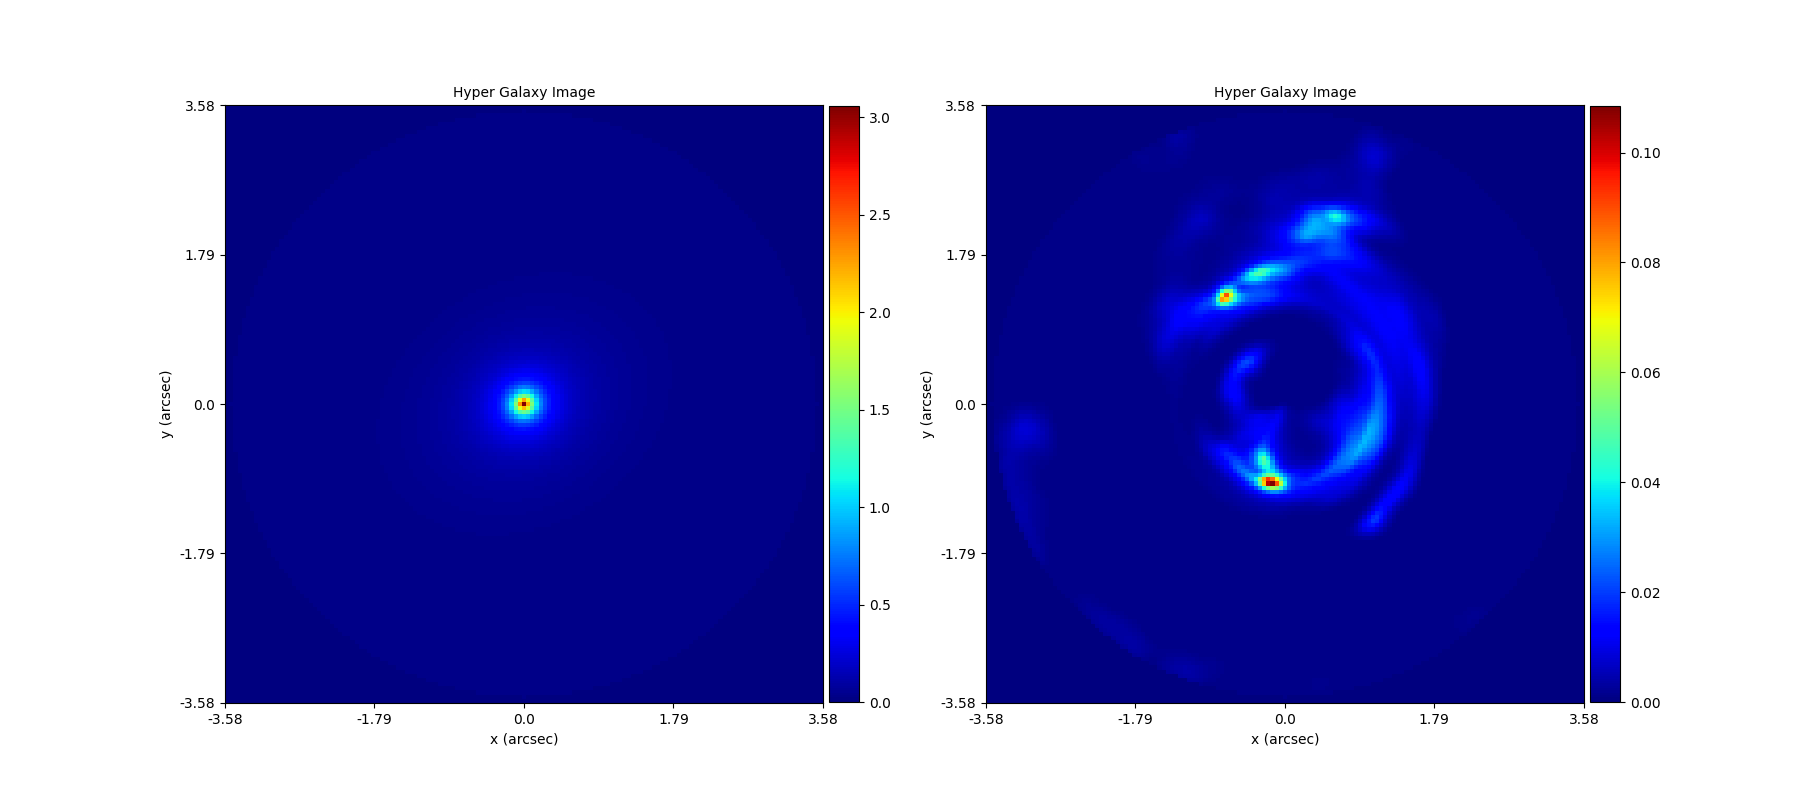 Hyper Galaxy Image
3.58
1.79
0.0
-1.79
-3.58
y (arcsec)
-3.58 -1.79 0.0 1.79 3.58
x (arcsec)
3.0
2.5
2.0
1.5
1.0
0.5
0.0
Hyper Galaxy Image
3.58
1.79
0.0
-1.79
-3.58
y (arcsec)
-3.58 -1.79 0.0 1.79 3.58
x (arcsec)
0.10
0.08
0.06
0.04
0.02
0.00